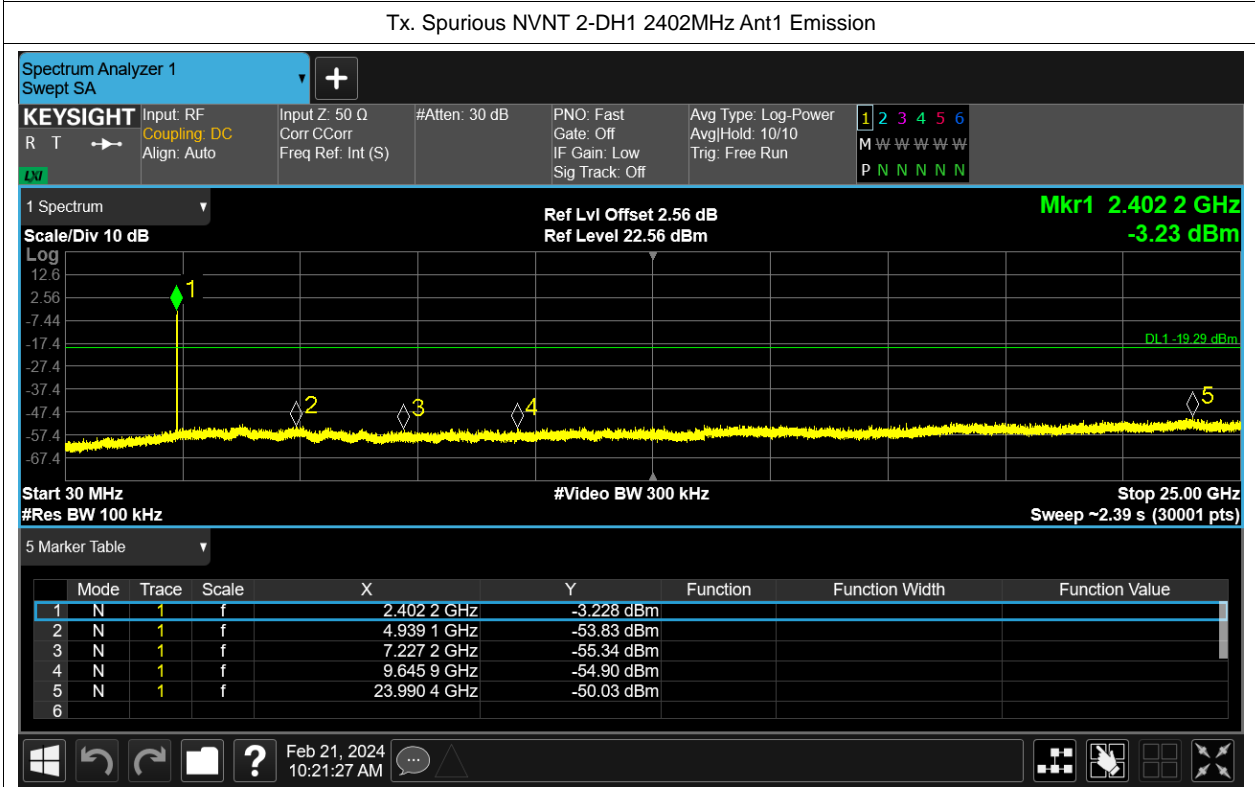 Tx. Spurious NVNT 2-DH1 2402MHz Ant1 Emission
Spectrum Analyzer 1
Swept SA
+
KEYSIGHT
R T
LXI
Input: RF
Coupling: DC
Align: Auto
Input Z: 50 Ω
Corr CCorr
Freq Ref: Int (S)
#Atten: 30 dB
PNO: Fast
Gate: Off
IF Gain: Low
Sig Track: Off
Avg Type: Log-Power
Avg|Hold: 10/10
Trig: Free Run
1 2 3 4 5 6
M W W W W W
P N N N N N
1 Spectrum
Scale/Div 10 dB
Ref Lvl Offset 2.56 dB
Ref Level 22.56 dBm
Mkr1 2.402 2 GHz
-3.23 dBm
Log
12.6
2.56
-7.44
-17.4
-27.4
-37.4
-47.4
-57.4
-67.4
1
2
3
4
5
DL1 -19.29 dBm
Start 30 MHz
#Res BW 100 kHz
#Video BW 300 kHz
Stop 25.00 GHz
Sweep ~2.39 s (30001 pts)
5 Marker Table
Mode Trace Scale X Y Function Function Width Function Value
1 N 1 f 2.402 2 GHz -3.228 dBm
2 N 1 f 4.939 1 GHz -53.83 dBm
3 N 1 f 7.227 2 GHz -55.34 dBm
4 N 1 f 9.645 9 GHz -54.90 dBm
5 N 1 f 23.990 4 GHz -50.03 dBm
6
?
Feb 21, 2024
10:21:27 AM